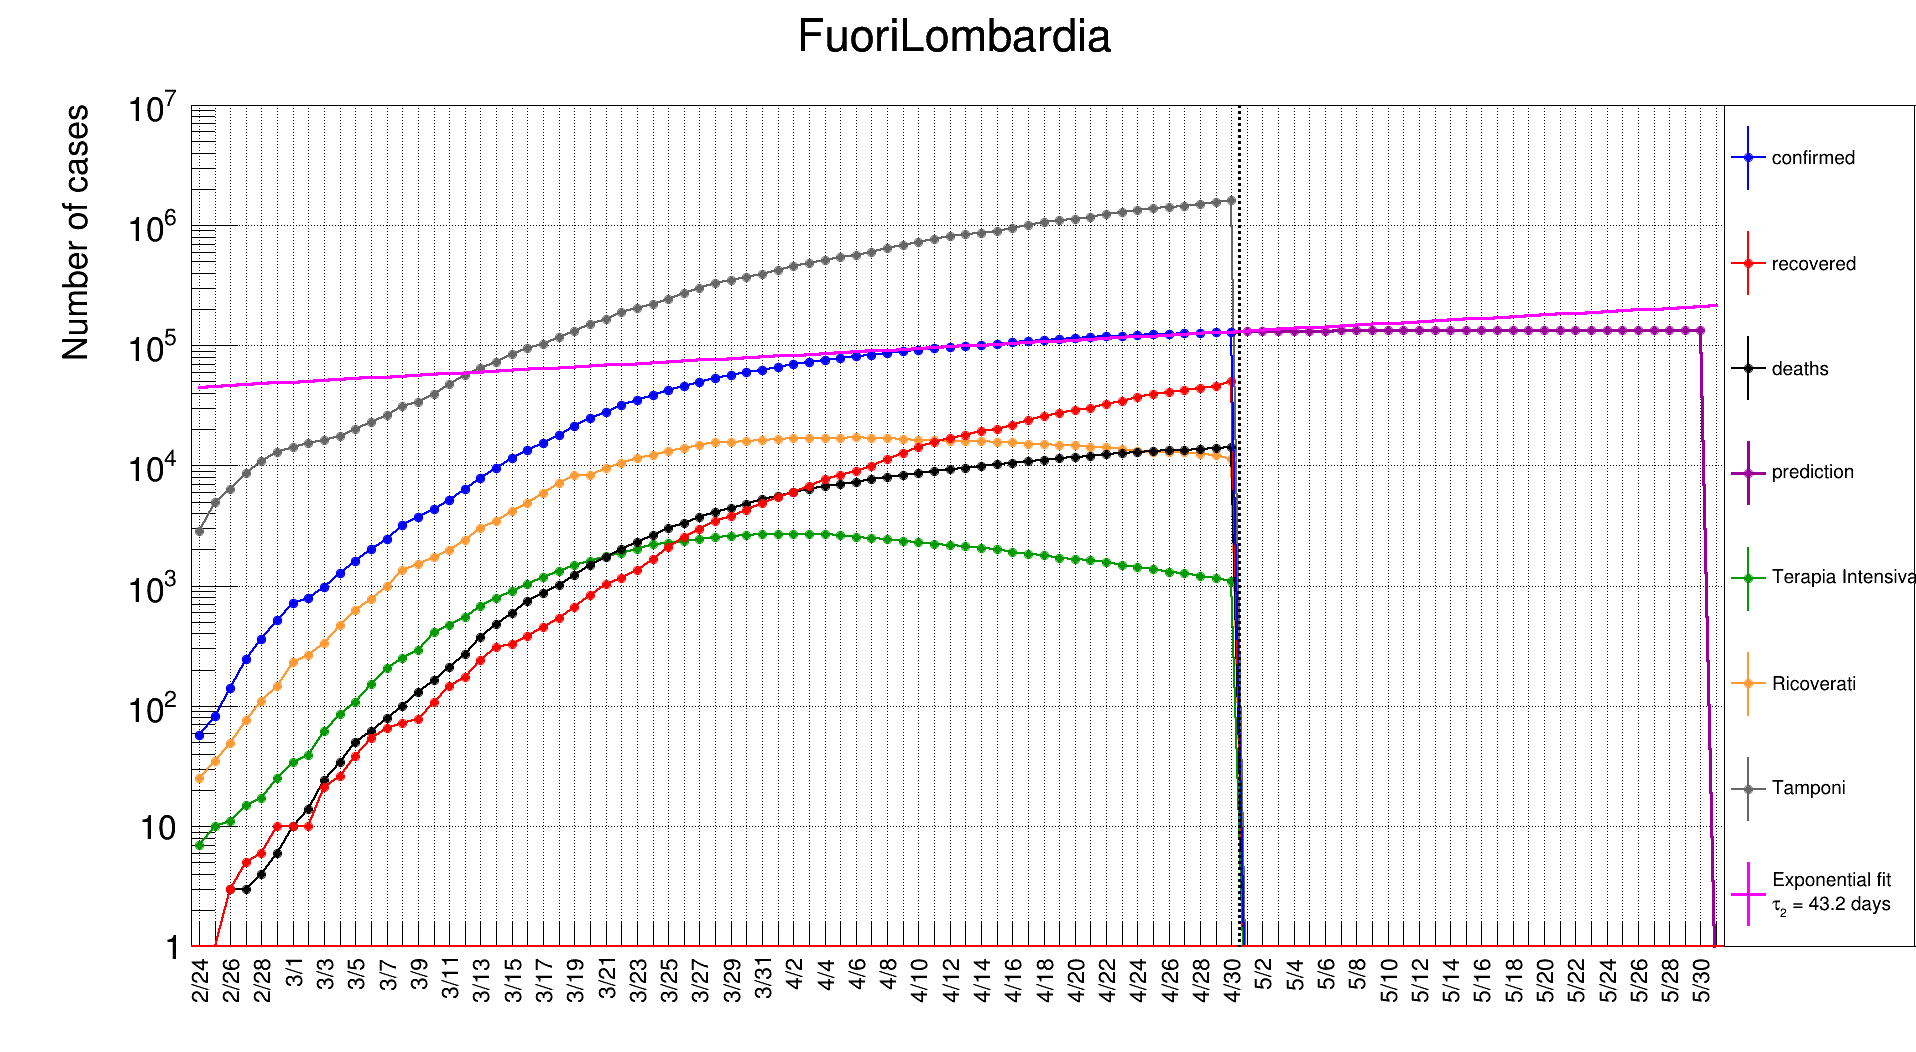 FuoriLombardia
Number of cases
10^7
10^6
10^5
10^4
10^3
10^2
10
1
2/24 2/26 2/28 3/1 3/3 3/5 3/7 3/9 3/11 3/13 3/15 3/17 3/19 3/21 3/23 3/25 3/27 3/29 3/31 4/2 4/4 4/6 4/8 4/10 4/12 4/14 4/16 4/18 4/20 4/22 4/24 4/26 4/28 4/30 5/2 5/4 5/6 5/8 5/10 5/12 5/14 5/16 5/18 5/20 5/22 5/24 5/26 5/28 5/30
confirmed
recovered
deaths
prediction
Terapia Intensiva
Ricoverati
Tamponi
Exponential fit
τ_2 = 43.2 days